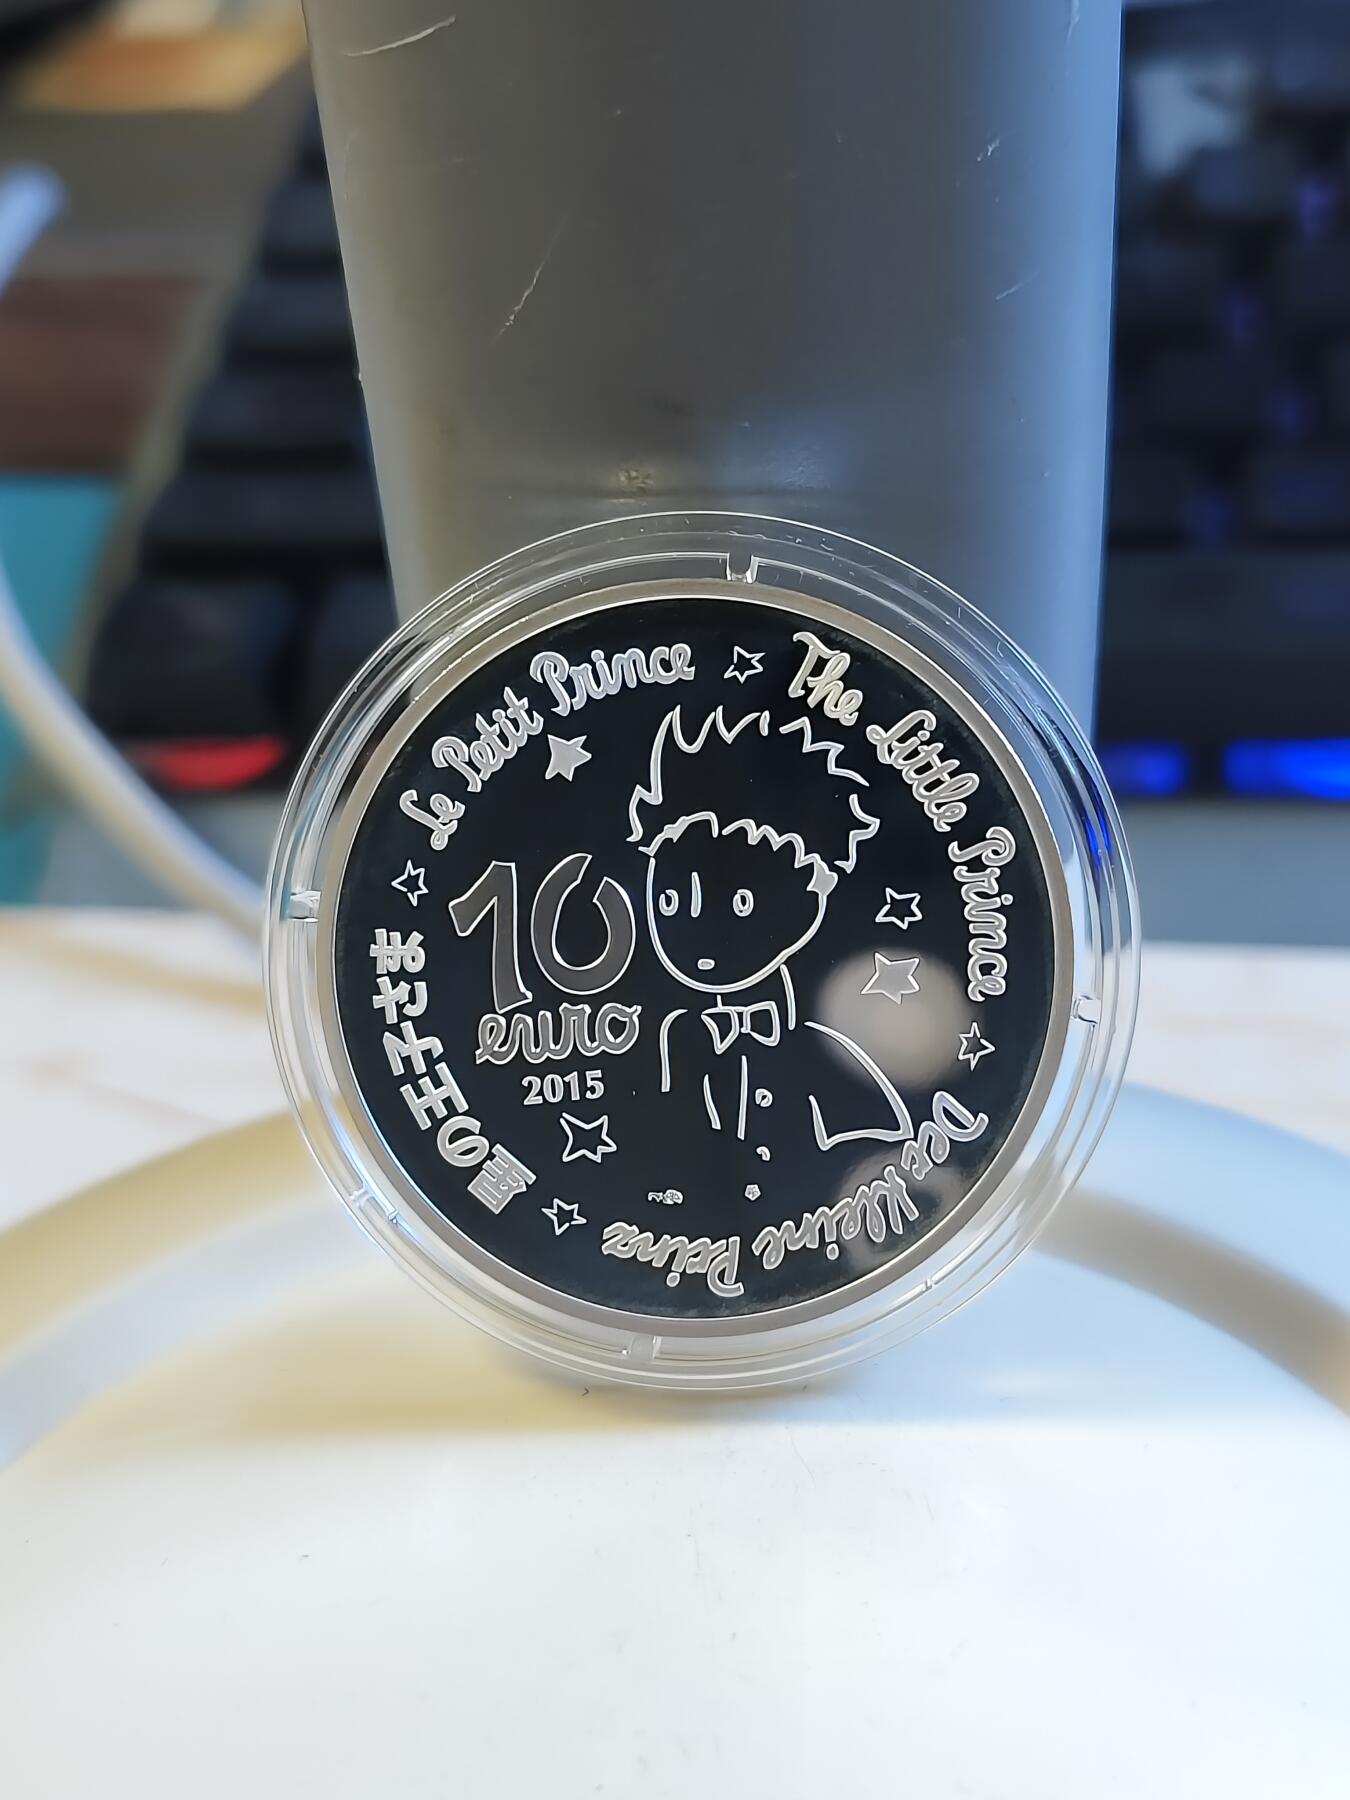 Le Petit Prince
The Little Prince
Der Kleine Prinz
星の王子さま
10
euro
2015